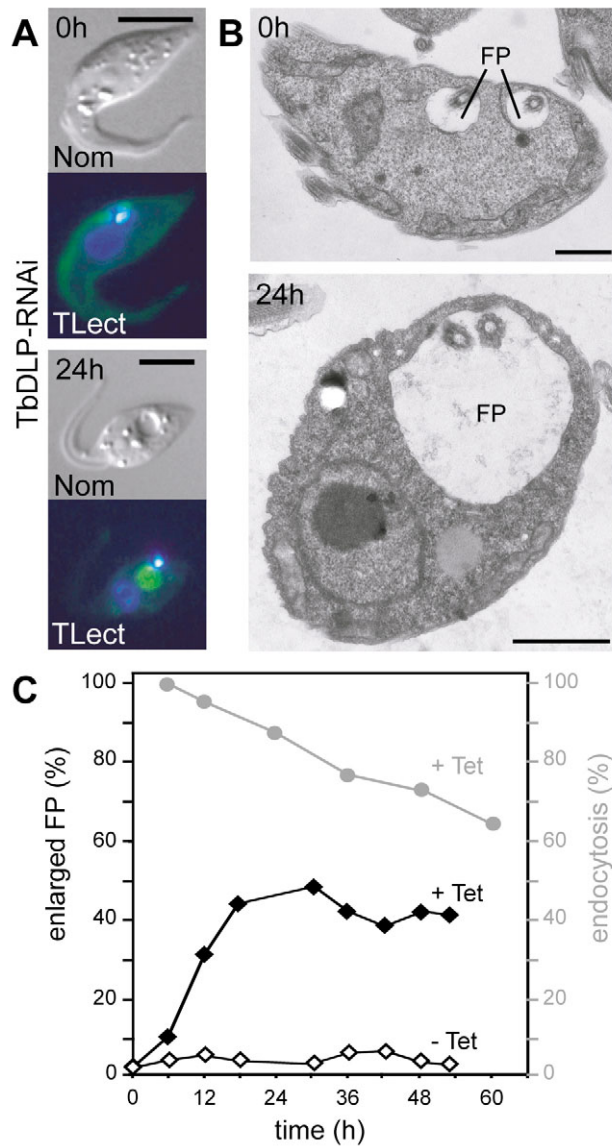 A
0h
Nom
TLect
24h
Nom
TLect
TbDLP-RNAi
B
0h
FP
24h
FP
C
100
80
60
40
20
0
enlarged FP (%)
+ Tet
+ Tet
- Tet
100
80
60
40
20
0
endocytosis (%)
0 12 24 36 48 60
time (h)